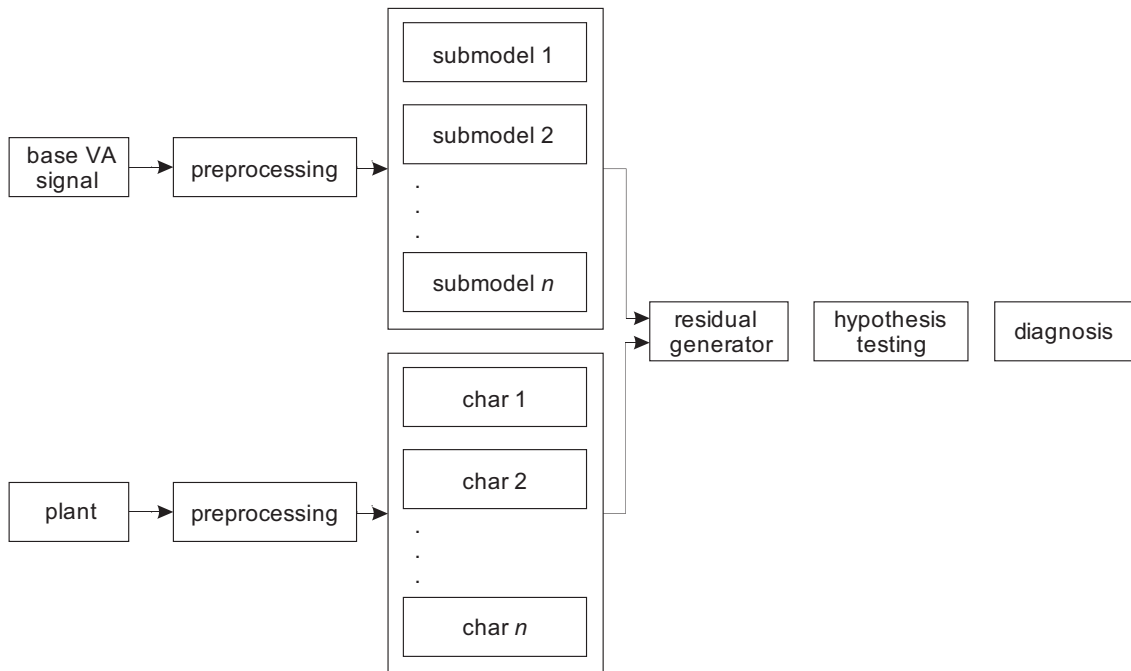 submodel 1
submodel 2
.
.
.
submodel n
base VA
signal
preprocessing
residual
generator
hypothesis
testing
diagnosis
char 1
char 2
.
.
.
char n
plant
preprocessing